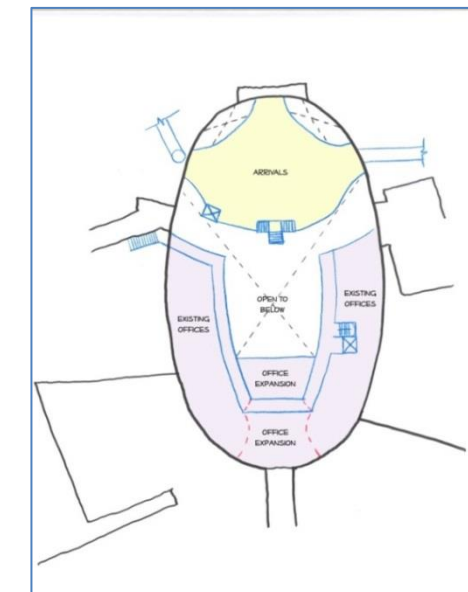 ARRIVALS
OPEN TO
BELOW
EXISTING
OFFICES
EXISTING
OFFICES
OFFICE
EXPANSION
OFFICE
EXPANSION